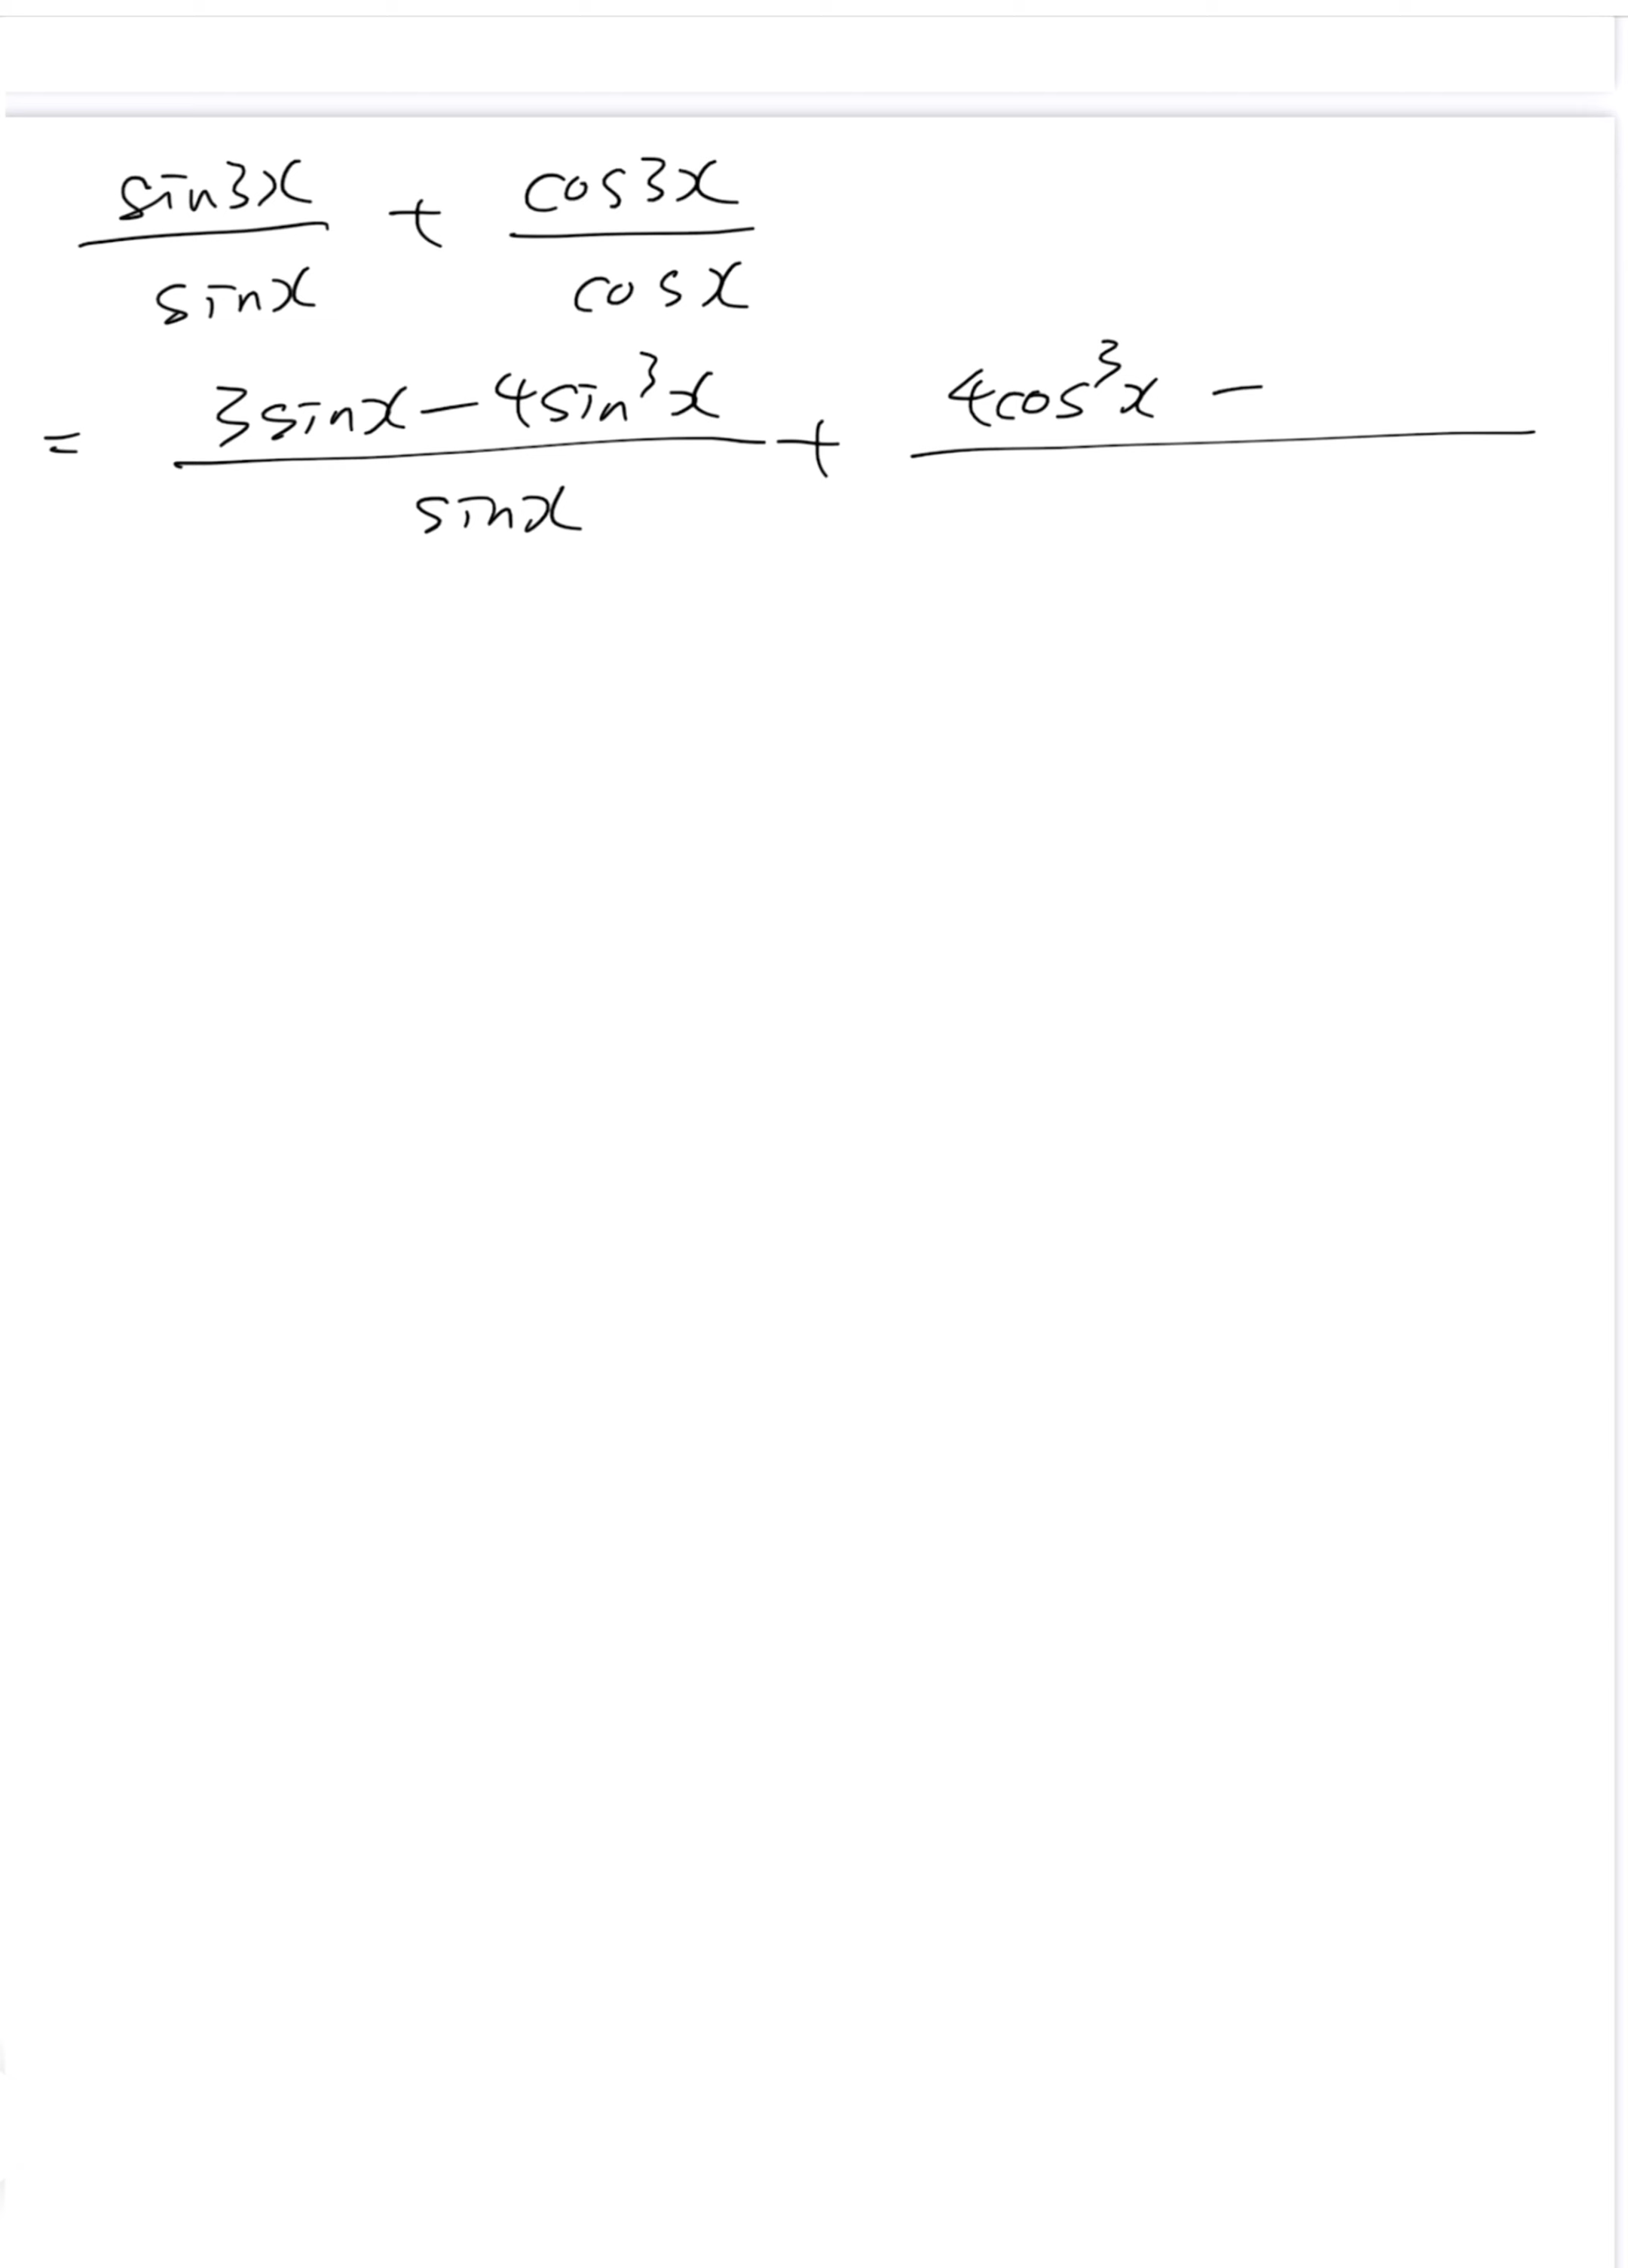 sin3x/sinx + cos3x/cosx
= (3sinx − 4sin³x)/sinx + (4cos³x −)/